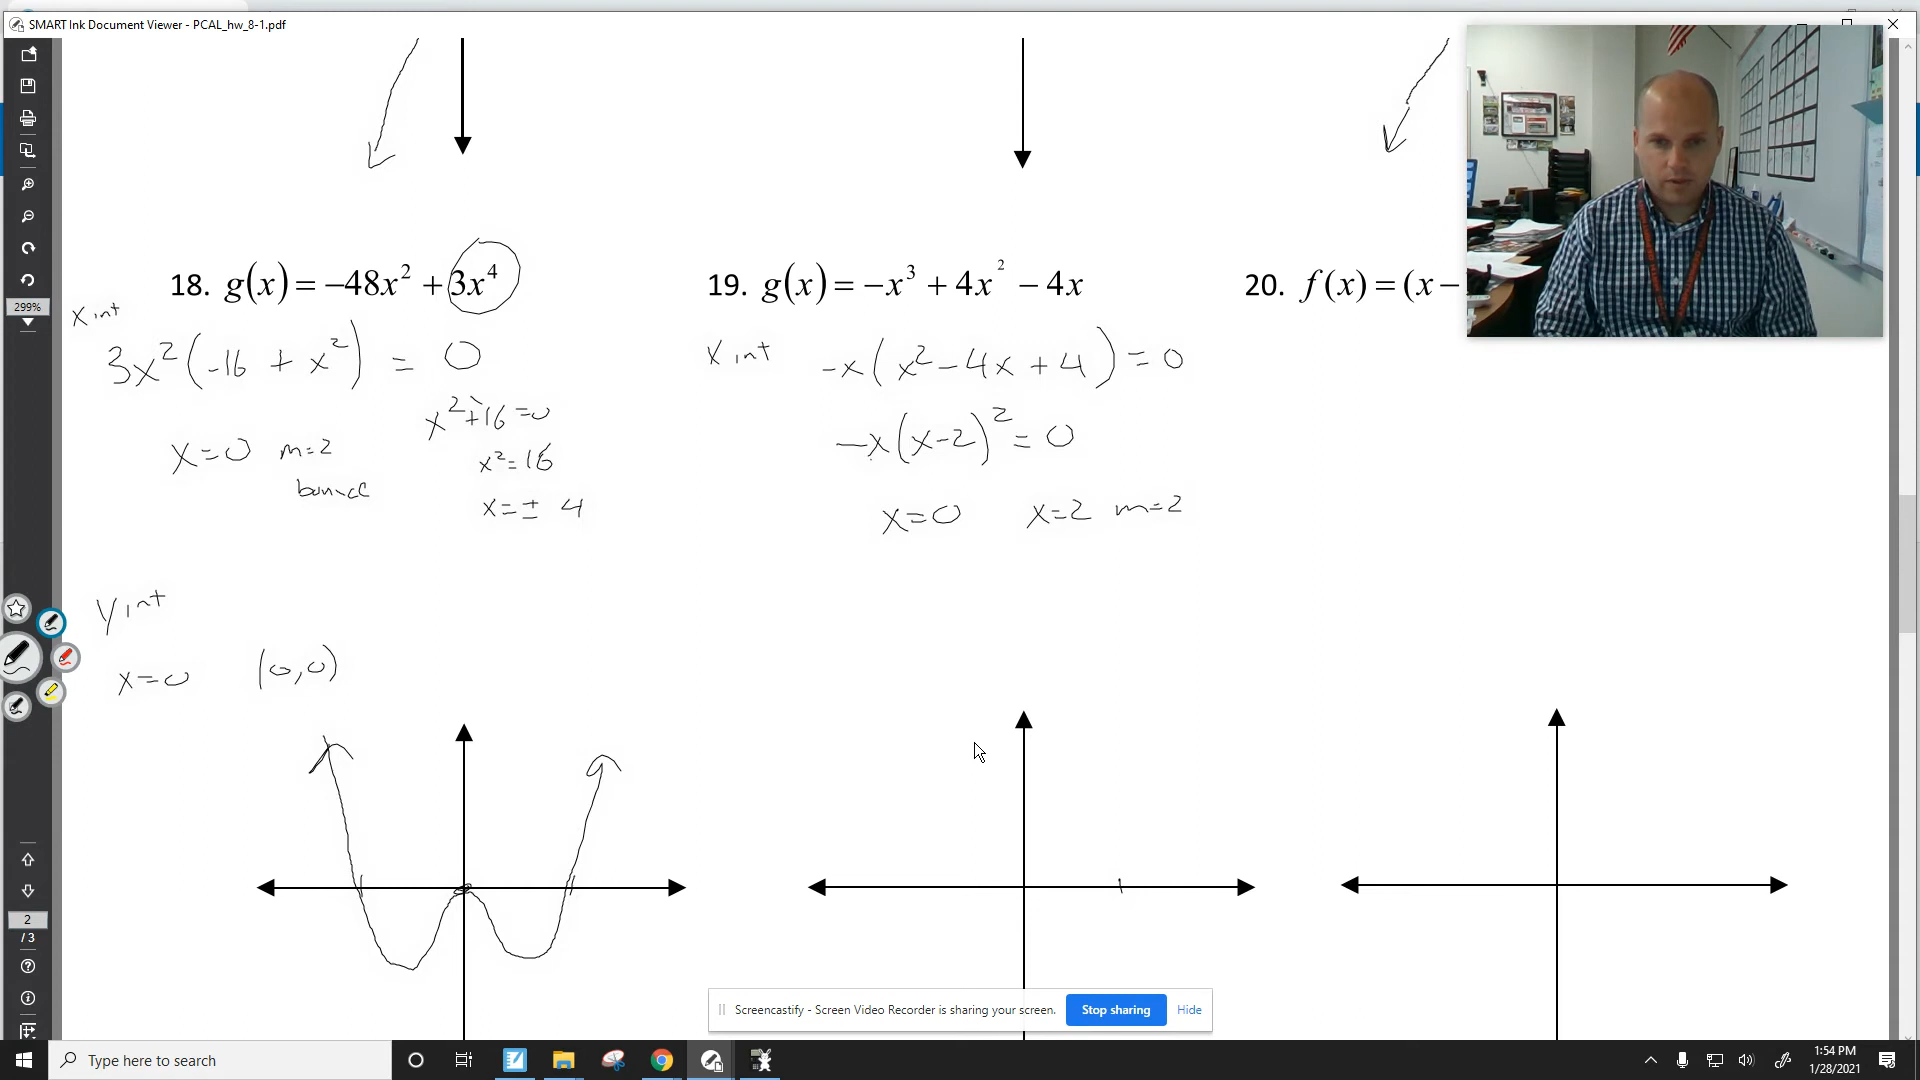 SMART Ink Document Viewer - PCAL_hw_8-1.pdf
18. g(x) = −48x² + 3x⁴
19. g(x) = −x³ + 4x² − 4x
20. f(x) = (x−
299%
x int
3x²(-16 + x²) = 0
x²+16=0
x=0 m=2
x²=16
bounce
x=± 4
x int
-x(x²-4x+4)=0
-x(x-2)²=0
x=0 x=2 m=2
y int
x=0 (0,0)
2
/ 3
Screencastify - Screen Video Recorder is sharing your screen.
Stop sharing
Hide
Type here to search
1:54 PM
1/28/2021